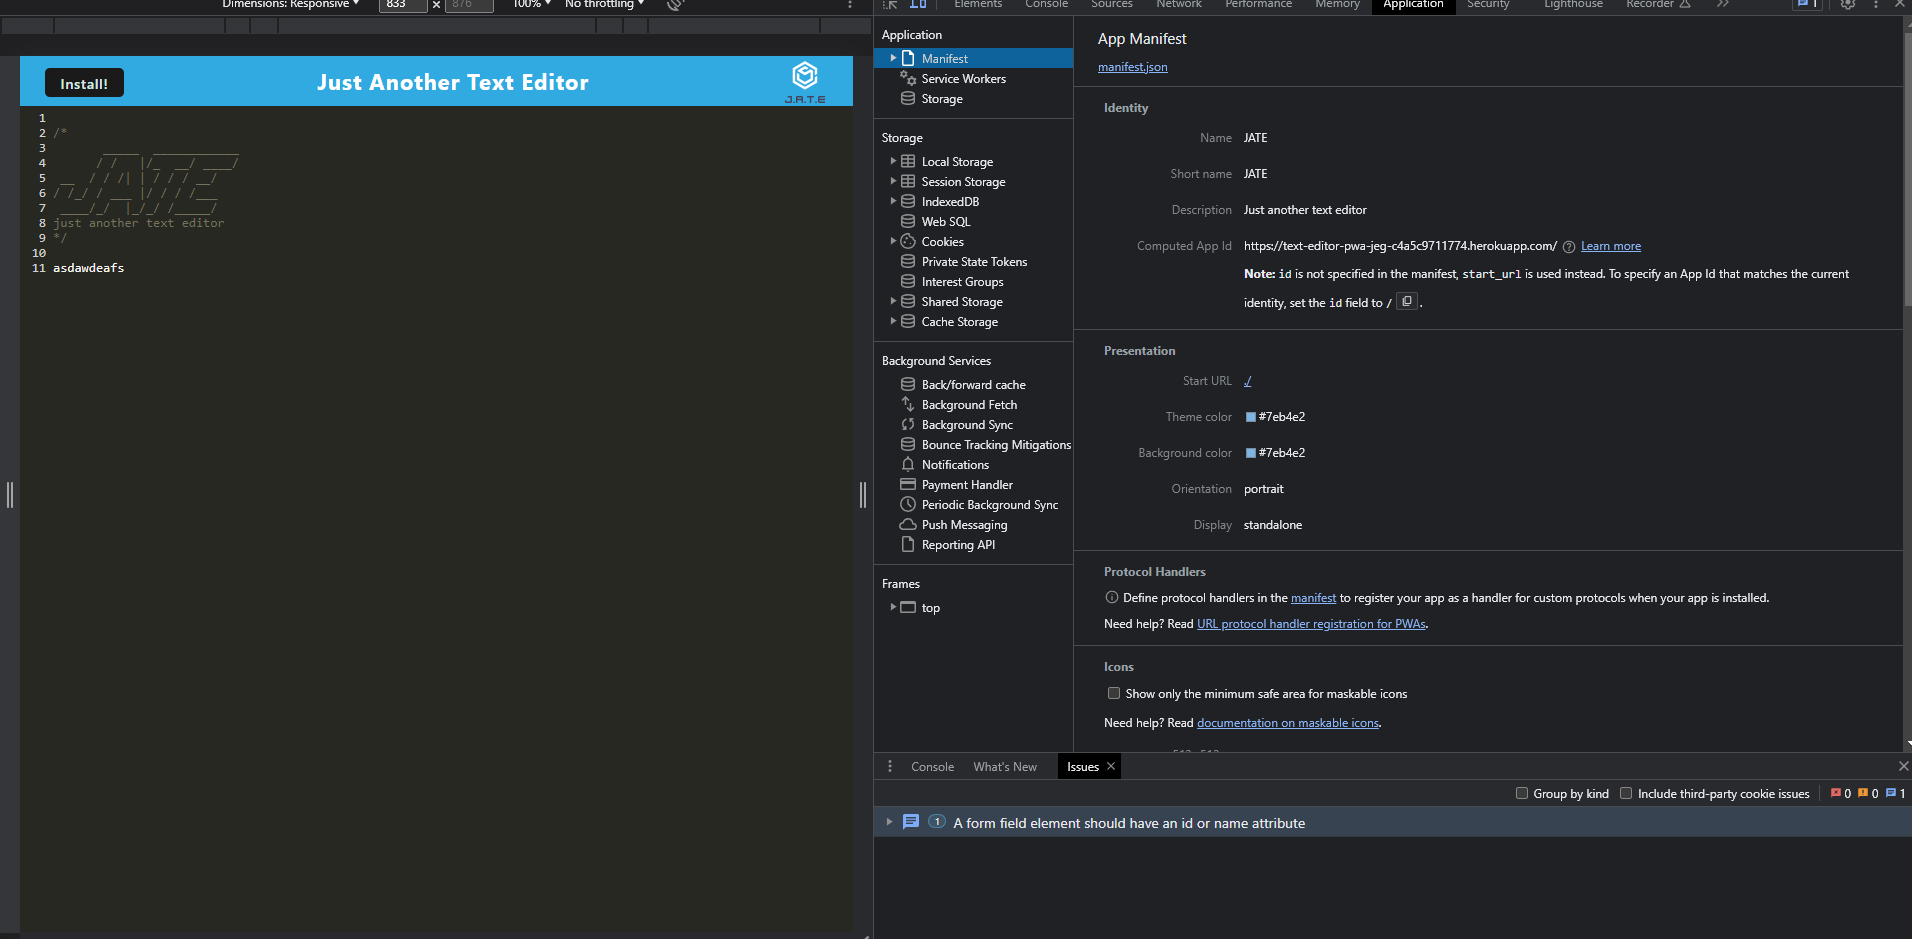 Dimensions: Responsive ▾ 833 × 876 100% ▾ No throttling ▾
Install!
Just Another Text Editor
J.A.T.E
1
2 /*
3      _____  ____________
4     / /   |/_  __/ ____/
5  __  / / /| | / / / __/
6 / /_/ / ___ |/ / / /___
7  ____/_/  |_/_/ /_____/
8 just another text editor
9 */
10
11 asdawdeafs
Elements Console Sources Network Performance Memory Application Security Lighthouse Recorder 1
Application
Manifest
Service Workers
Storage
Storage
Local Storage
Session Storage
IndexedDB
Web SQL
Cookies
Private State Tokens
Interest Groups
Shared Storage
Cache Storage
Background Services
Back/forward cache
Background Fetch
Background Sync
Bounce Tracking Mitigations
Notifications
Payment Handler
Periodic Background Sync
Push Messaging
Reporting API
Frames
top
App Manifest
manifest.json
Identity
Name JATE
Short name JATE
Description Just another text editor
Computed App Id https://text-editor-pwa-jeg-c4a5c9711774.herokuapp.com/ Learn more
Note: id is not specified in the manifest, start_url is used instead. To specify an App Id that matches the current
identity, set the id field to / .
Presentation
Start URL ./
Theme color #7eb4e2
Background color #7eb4e2
Orientation portrait
Display standalone
Protocol Handlers
Define protocol handlers in the manifest to register your app as a handler for custom protocols when your app is installed.
Need help? Read URL protocol handler registration for PWAs.
Icons
Show only the minimum safe area for maskable icons
Need help? Read documentation on maskable icons.
Console What's New Issues
Group by kind Include third-party cookie issues 0 0 1
1 A form field element should have an id or name attribute